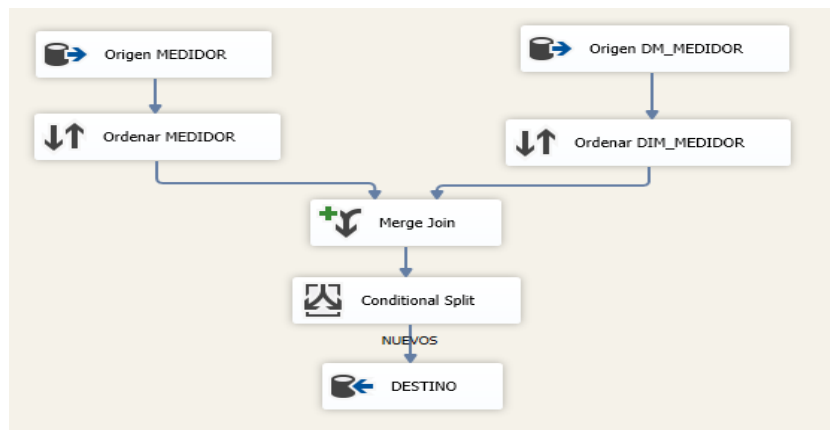 Origen MEDIDOR
Origen DM_MEDIDOR
Ordenar MEDIDOR
Ordenar DIM_MEDIDOR
Merge Join
Conditional Split
NUEVOS
DESTINO